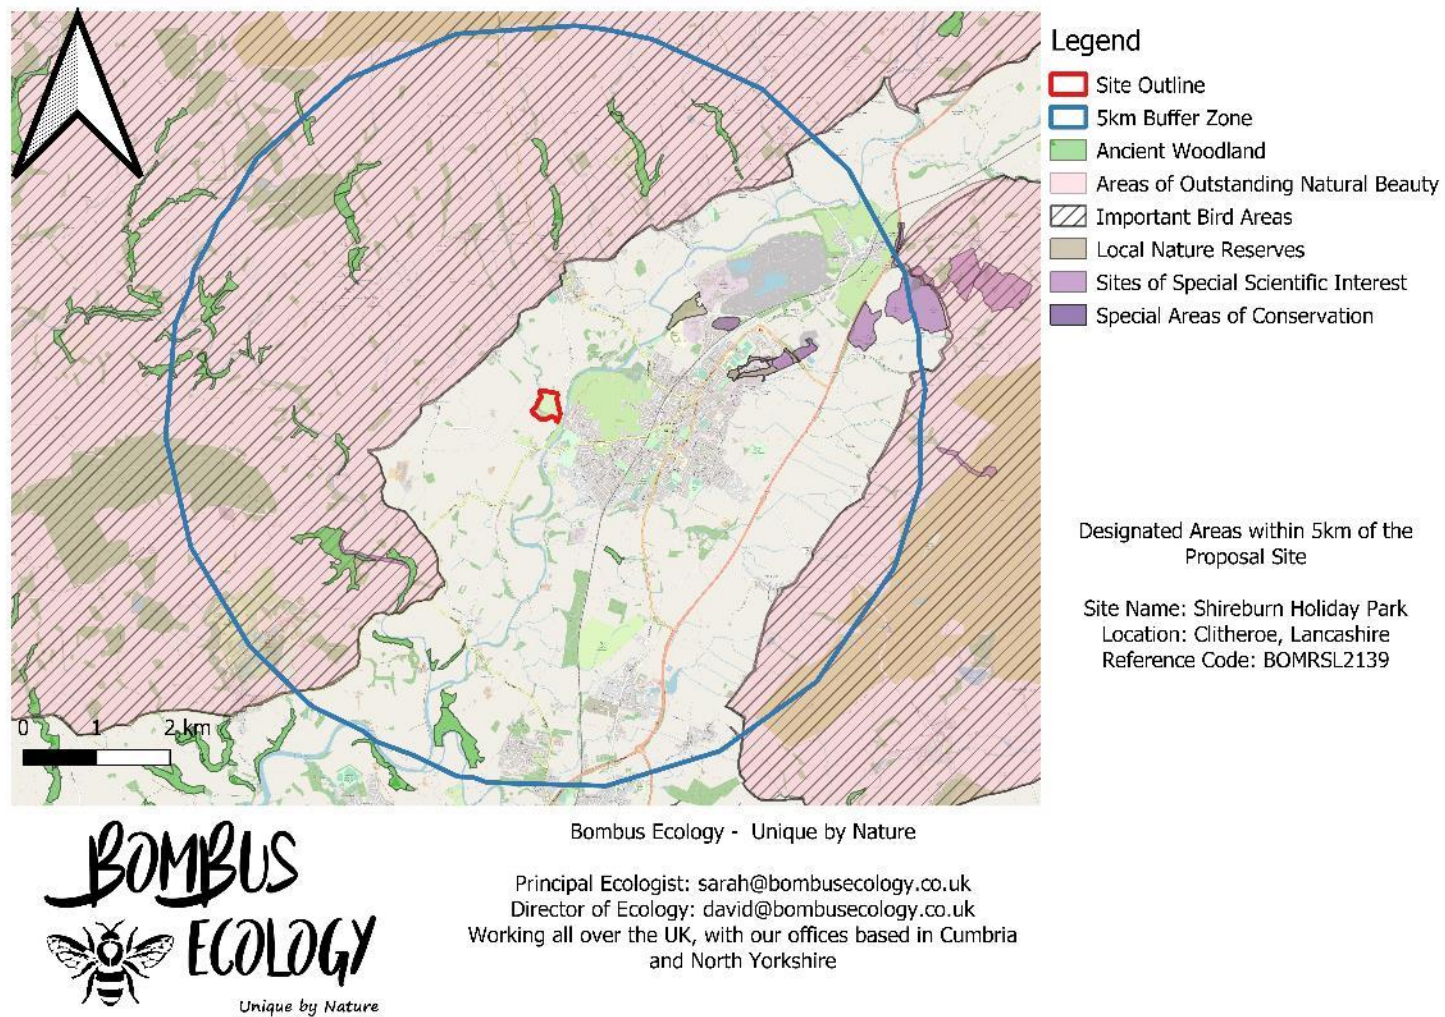 Legend
Site Outline
5km Buffer Zone
Ancient Woodland
Areas of Outstanding Natural Beauty
Important Bird Areas
Local Nature Reserves
Sites of Special Scientific Interest
Special Areas of Conservation
Designated Areas within 5km of the
Proposal Site
Site Name: Shireburn Holiday Park
Location: Clitheroe, Lancashire
Reference Code: BOMRSL2139
0 1 2 km
BOMBUS
ECOLOGY
Unique by Nature
Bombus Ecology - Unique by Nature
Principal Ecologist: sarah@bombusecology.co.uk
Director of Ecology: david@bombusecology.co.uk
Working all over the UK, with our offices based in Cumbria
and North Yorkshire